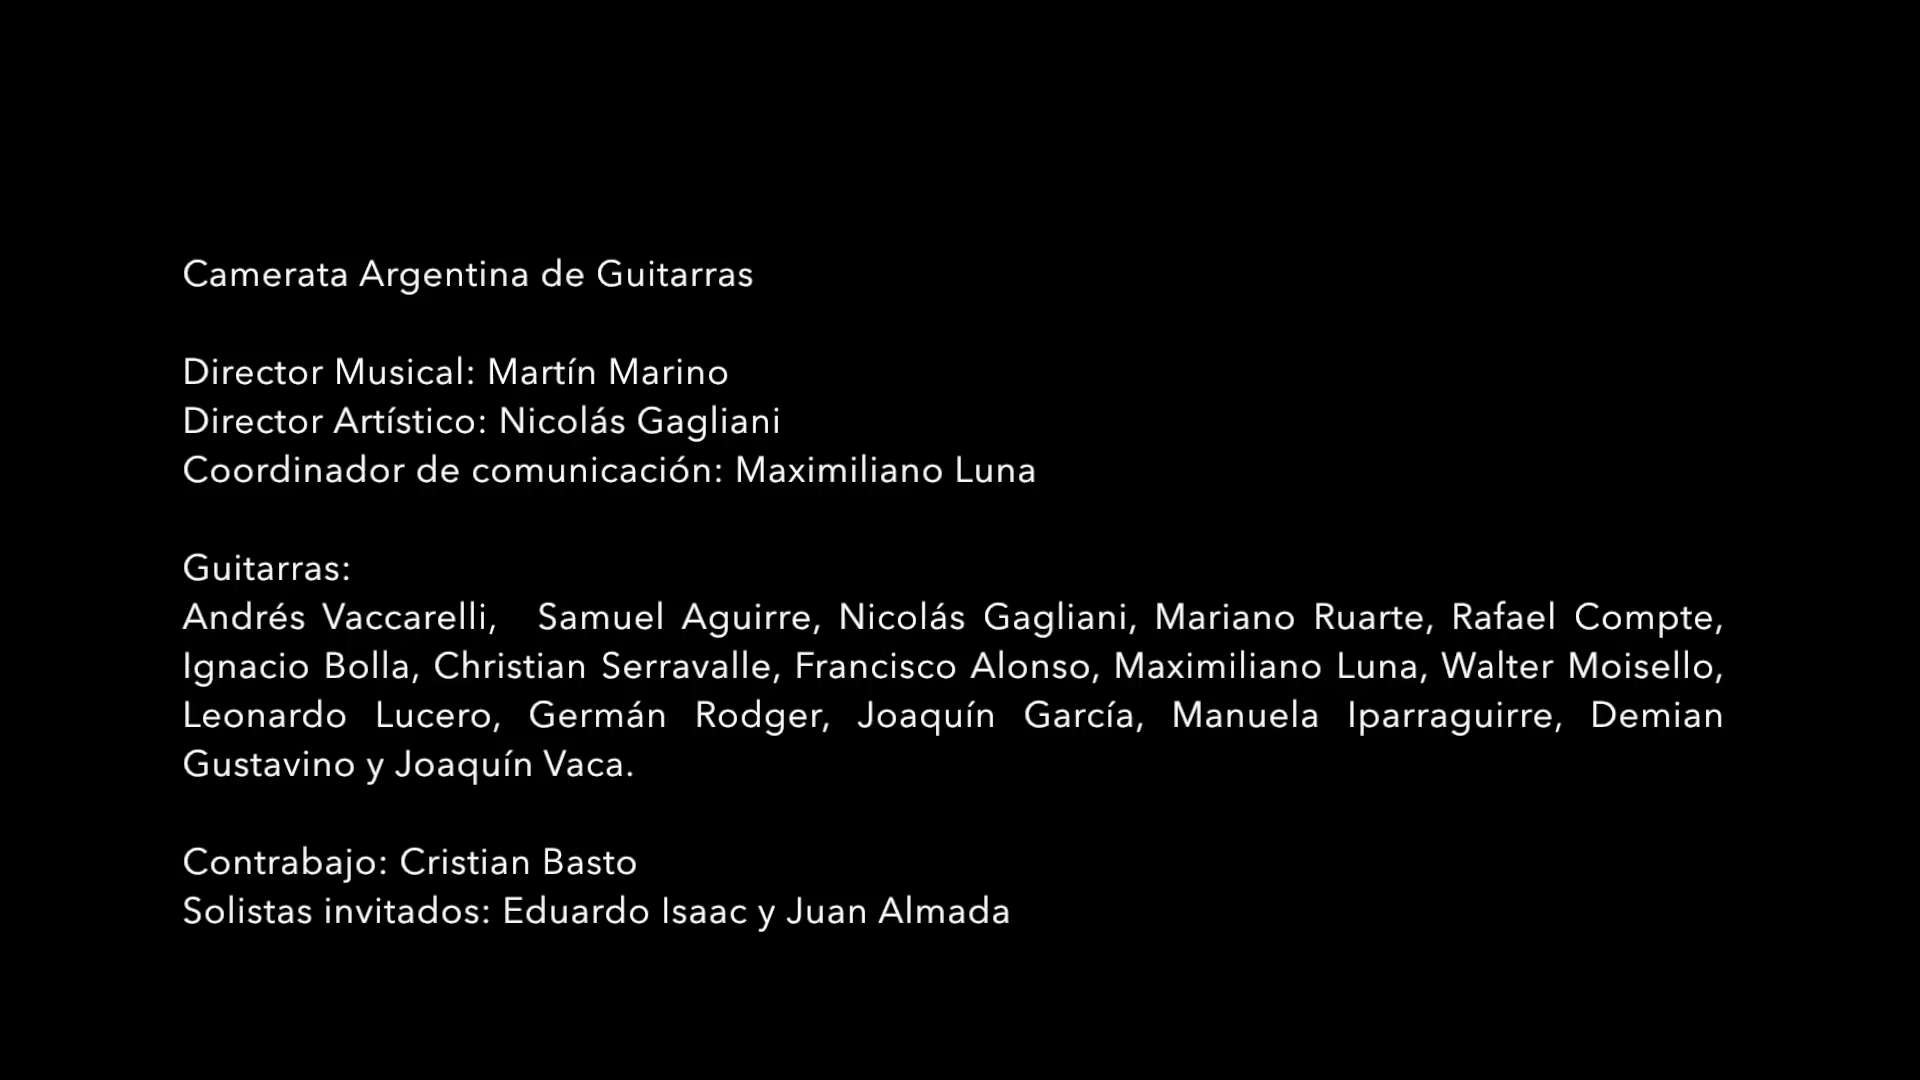 Camerata Argentina de Guitarras
Director Musical: Martín Marino
Director Artístico: Nicolás Gagliani
Coordinador de comunicación: Maximiliano Luna
Guitarras:
Andrés Vaccarelli, Samuel Aguirre, Nicolás Gagliani, Mariano Ruarte, Rafael Compte,
Ignacio Bolla, Christian Serravalle, Francisco Alonso, Maximiliano Luna, Walter Moisello,
Leonardo Lucero, Germán Rodger, Joaquín García, Manuela Iparraguirre, Demian
Gustavino y Joaquín Vaca.
Contrabajo: Cristian Basto
Solistas invitados: Eduardo Isaac y Juan Almada